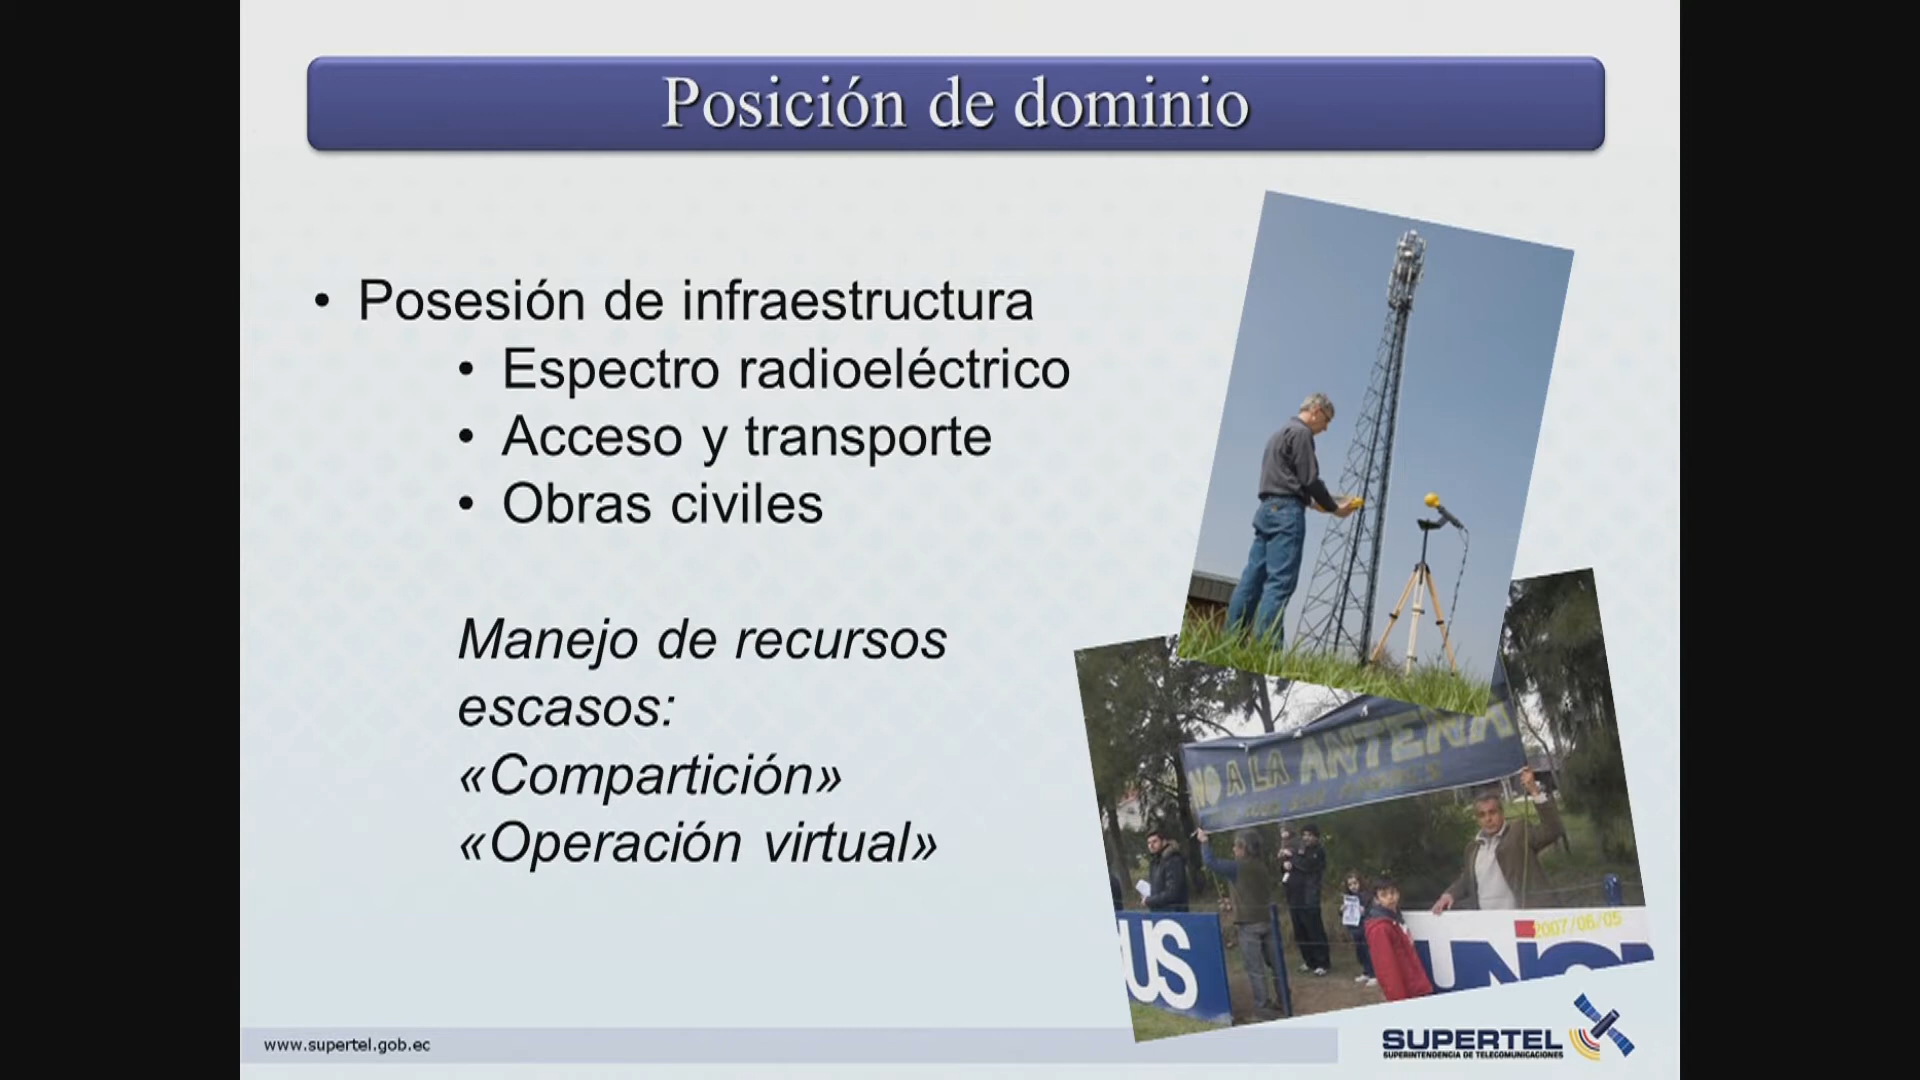 Posición de dominio
• Posesión de infraestructura
• Espectro radioeléctrico
• Acceso y transporte
• Obras civiles
Manejo de recursos
escasos:
«Compartición»
«Operación virtual»
NO A LA ANTENA
US
2007/06/05
www.supertel.gob.ec
SUPERTEL
SUPERINTENDENCIA DE TELECOMUNICACIONES